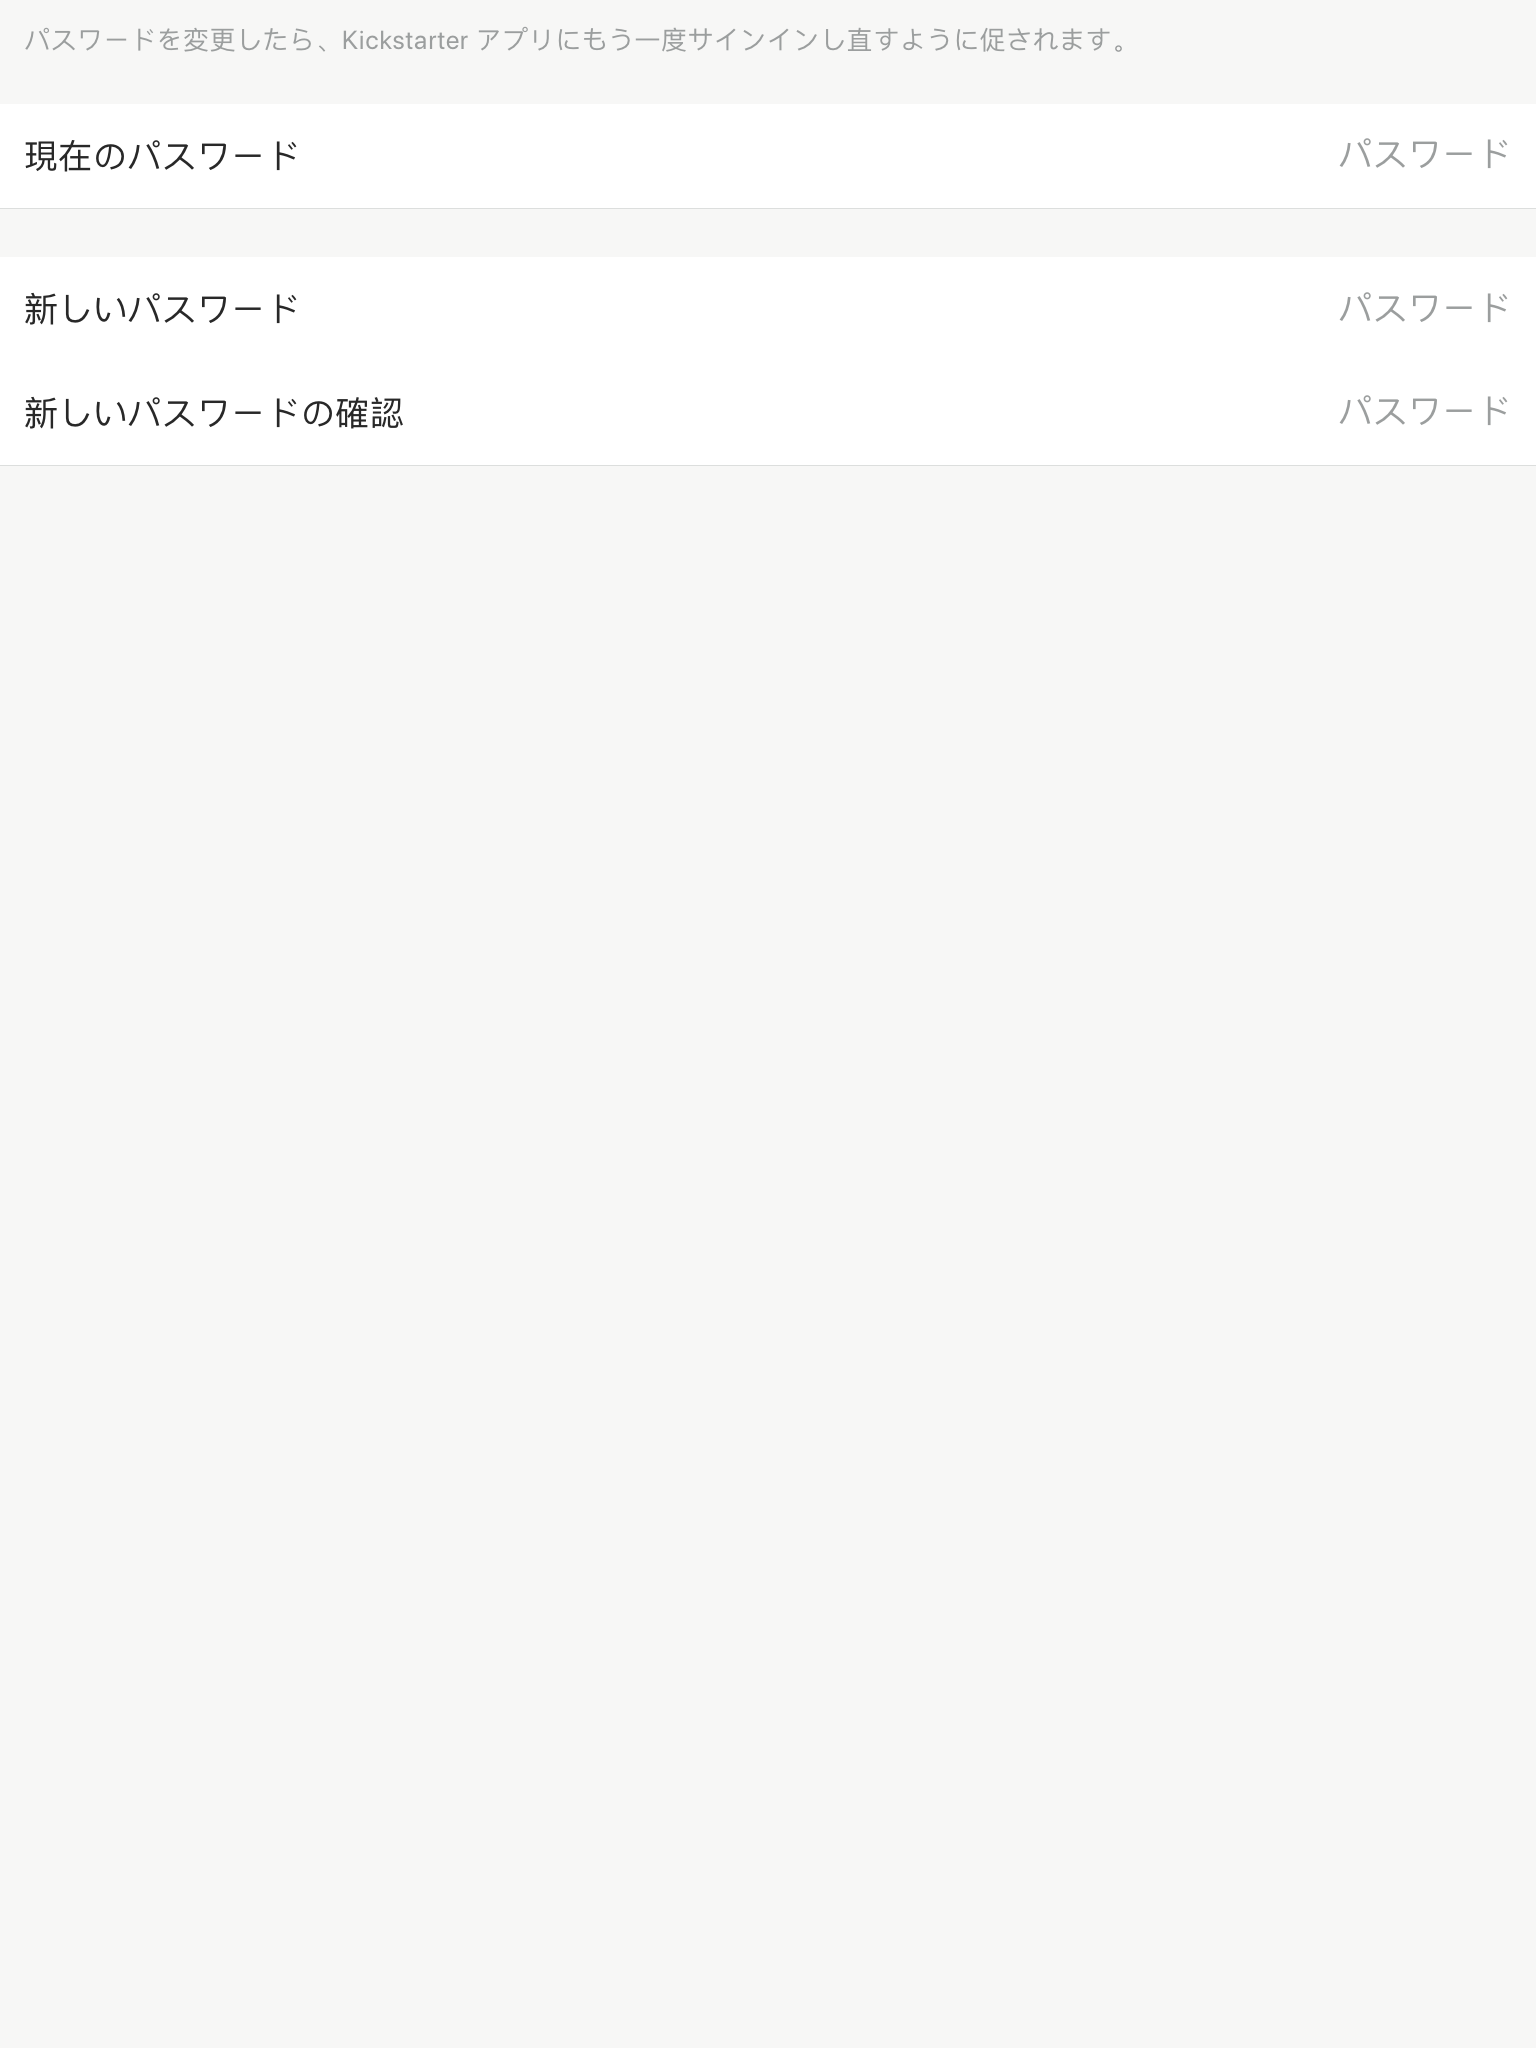 パスワードを変更したら、Kickstarter アプリにもう一度サインインし直すように促されます。
現在のパスワード パスワード
新しいパスワード パスワード
新しいパスワードの確認 パスワード